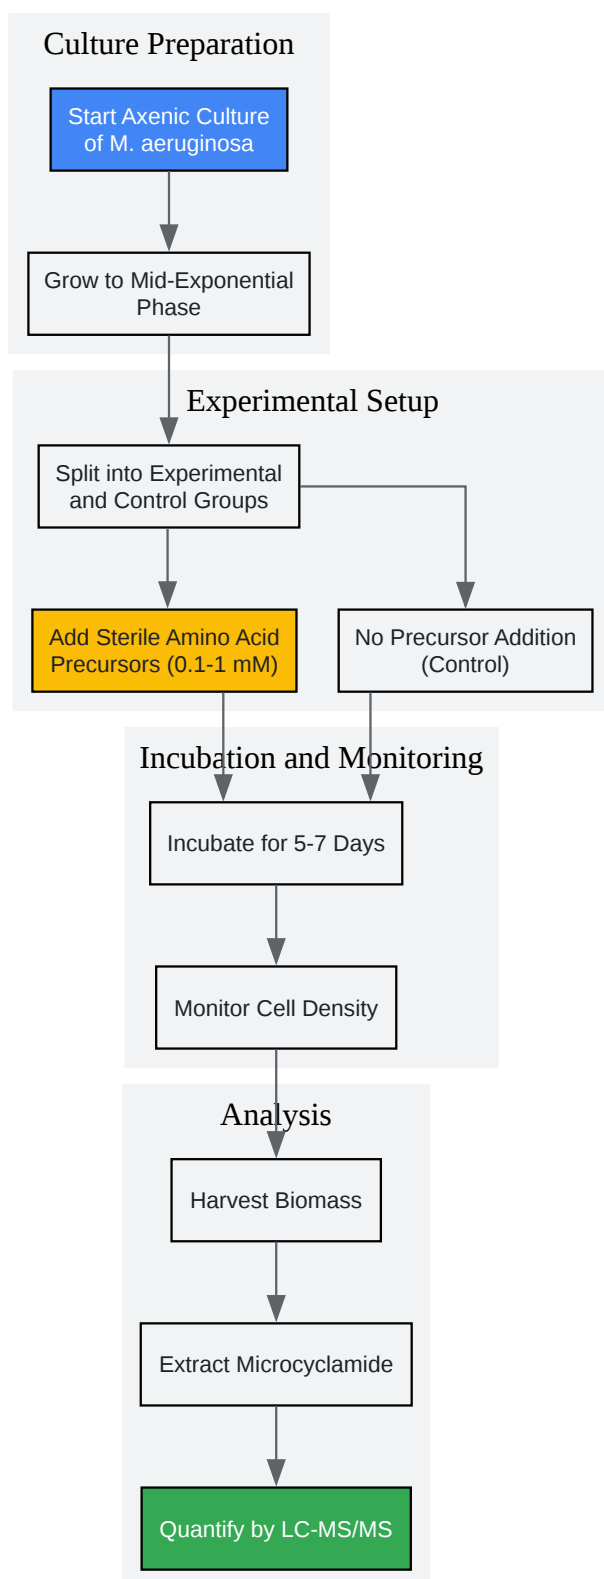 Culture Preparation
Start Axenic Culture
of M. aeruginosa
Grow to Mid-Exponential
Phase
Experimental Setup
Split into Experimental
and Control Groups
Add Sterile Amino Acid
Precursors (0.1-1 mM)
No Precursor Addition
(Control)
Incubation and Monitoring
Incubate for 5-7 Days
Monitor Cell Density
Analysis
Harvest Biomass
Extract Microcyclamide
Quantify by LC-MS/MS